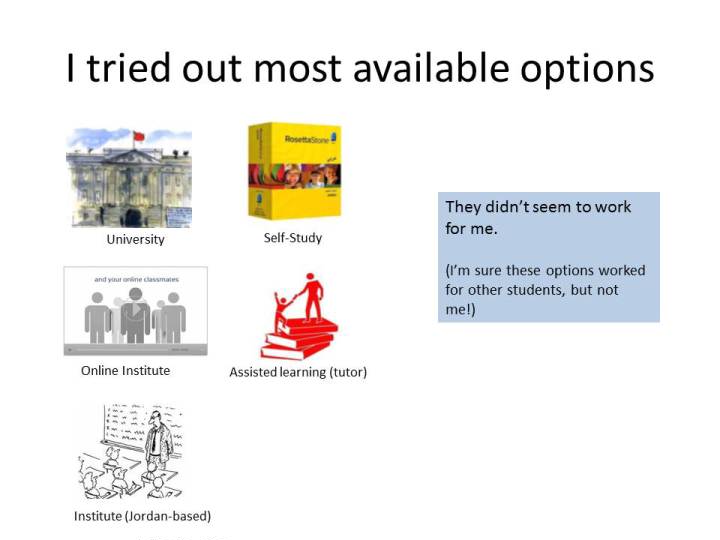 I tried out most available options
RosettaStone
عربي
University
Self-Study
They didn't seem to work
for me.
(I'm sure these options worked
for other students, but not
me!)
and your online classmates
Online Institute
Assisted learning (tutor)
Institute (Jordan-based)